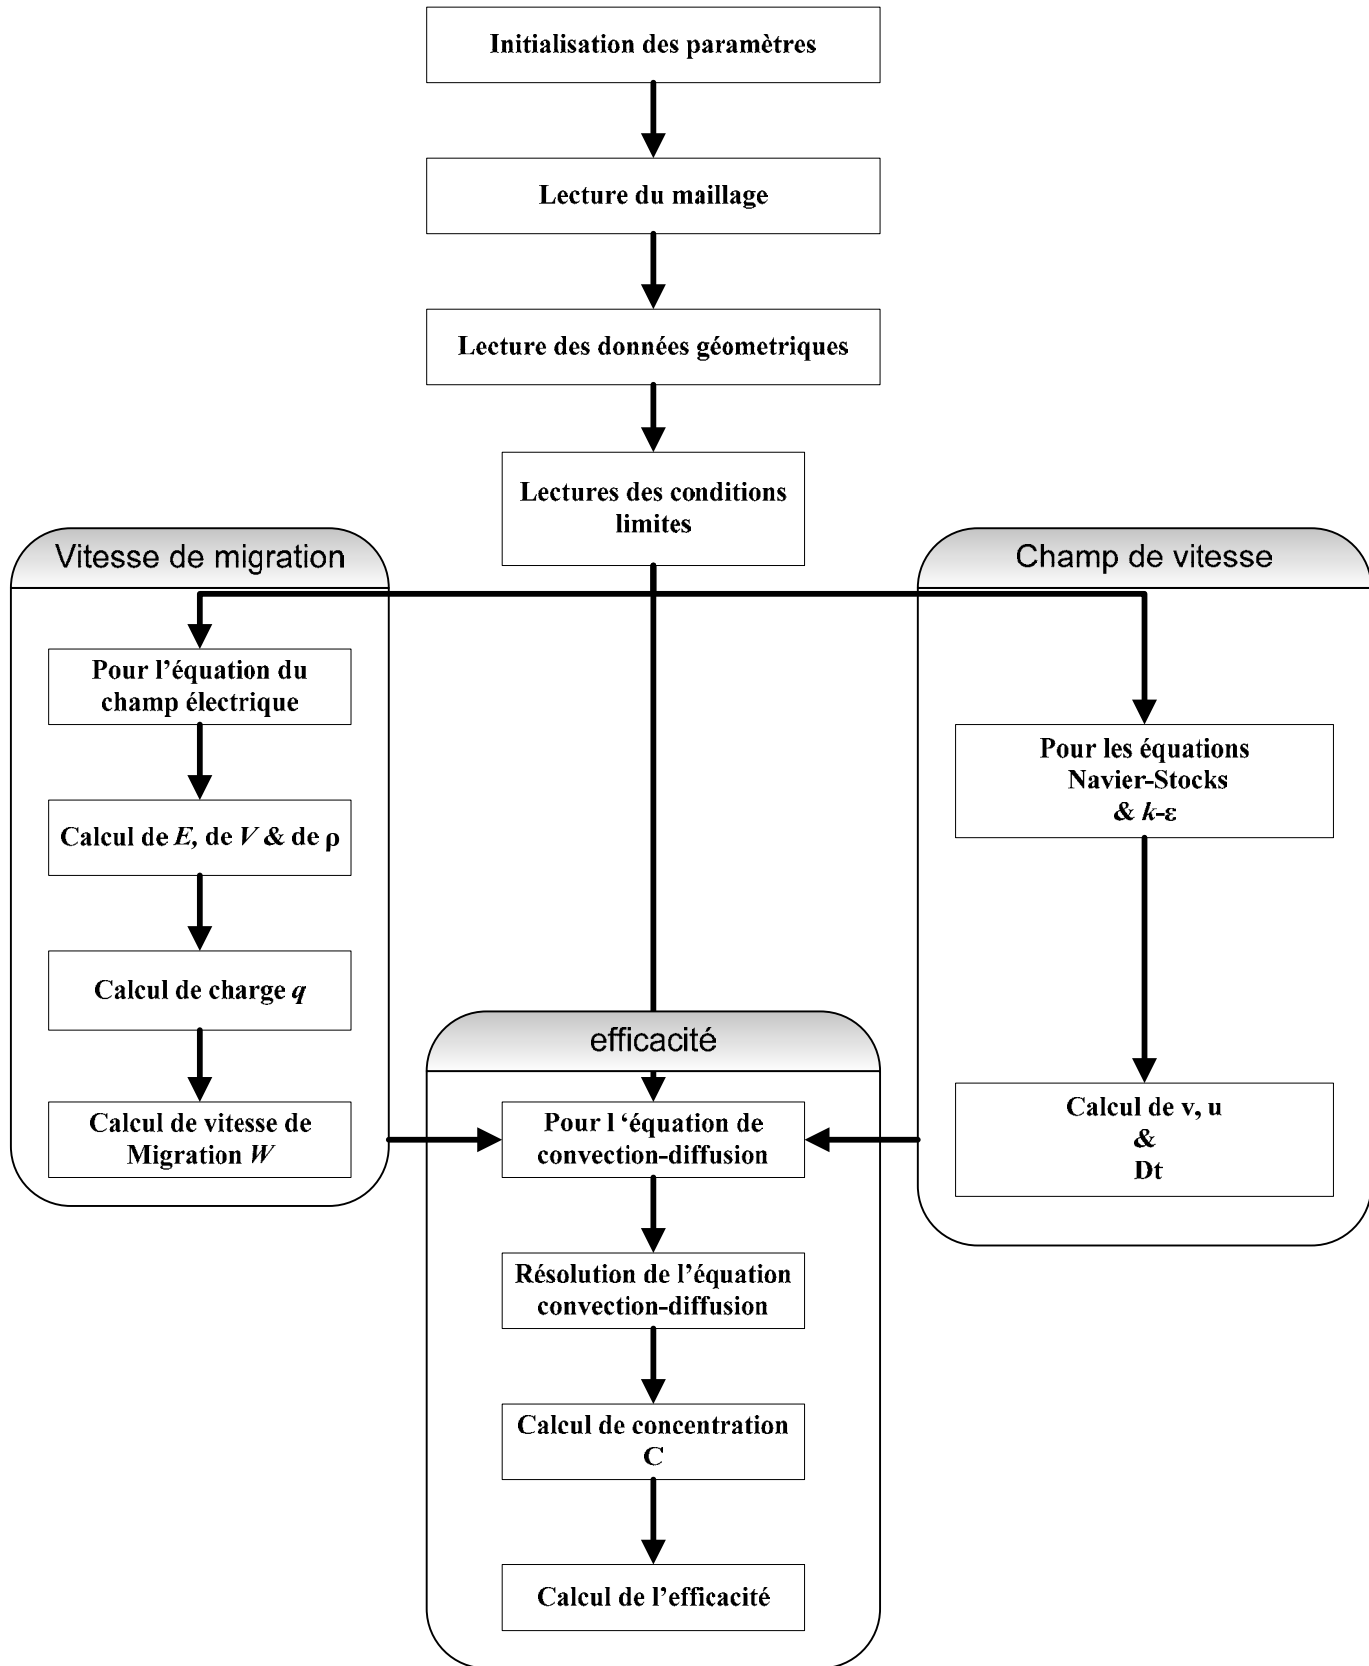 Initialisation des paramètres
Lecture du maillage
Lecture des données géometriques
Lectures des conditions
limites
Vitesse de migration
Pour l’équation du
champ électrique
Calcul de E, de V & de ρ
Calcul de charge q
Calcul de vitesse de
Migration W
Champ de vitesse
Pour les équations
Navier-Stocks
& k-ε
Calcul de v, u
&
Dt
efficacité
Pour l ‘équation de
convection-diffusion
Résolution de l’équation
convection-diffusion
Calcul de concentration
C
Calcul de l’efficacité